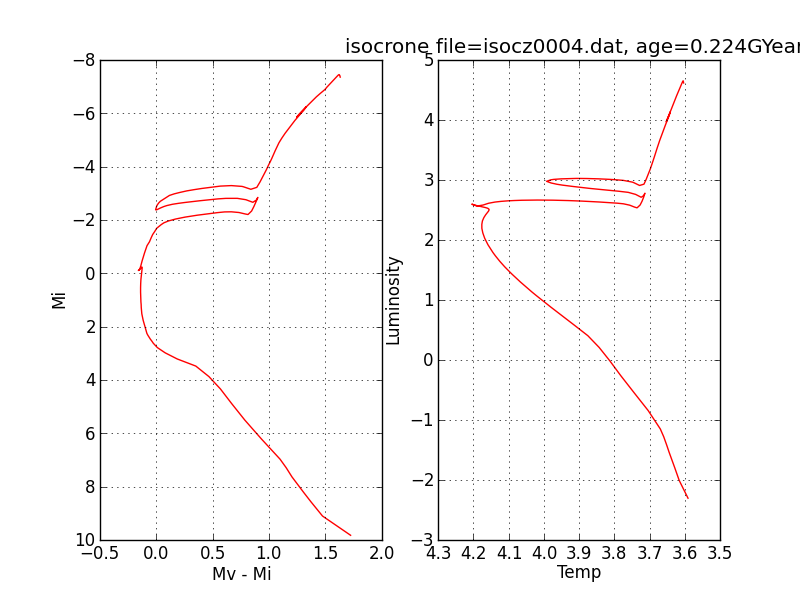 isocrone file=isocz0004.dat, age=0.224GYear
−8
−6
−4
−2
0
2
4
6
8
10
Mi
−0.5 0.0 0.5 1.0 1.5 2.0
Mv - Mi
5
4
3
2
1
0
−1
−2
−3
Luminosity
4.3 4.2 4.1 4.0 3.9 3.8 3.7 3.6 3.5
Temp